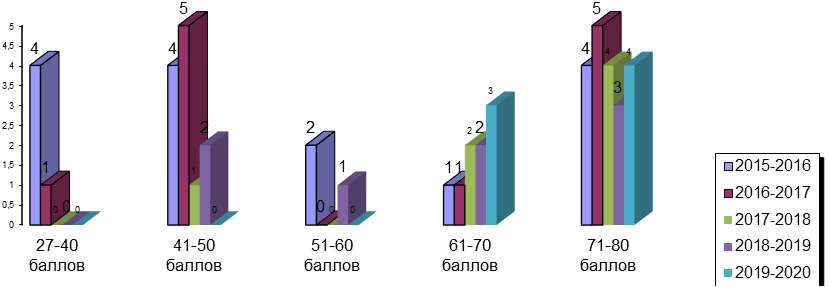 5
4,5
4
3,5
3
2,5
2
1,5
1
0,5
0
4 1 0 0 0
4 5 1 2 0
2 0 0 1 0
1 1 2 2 3
4 5 4 3 4
27-40 баллов
41-50 баллов
51-60 баллов
61-70 баллов
71-80 баллов
2015-2016
2016-2017
2017-2018
2018-2019
2019-2020